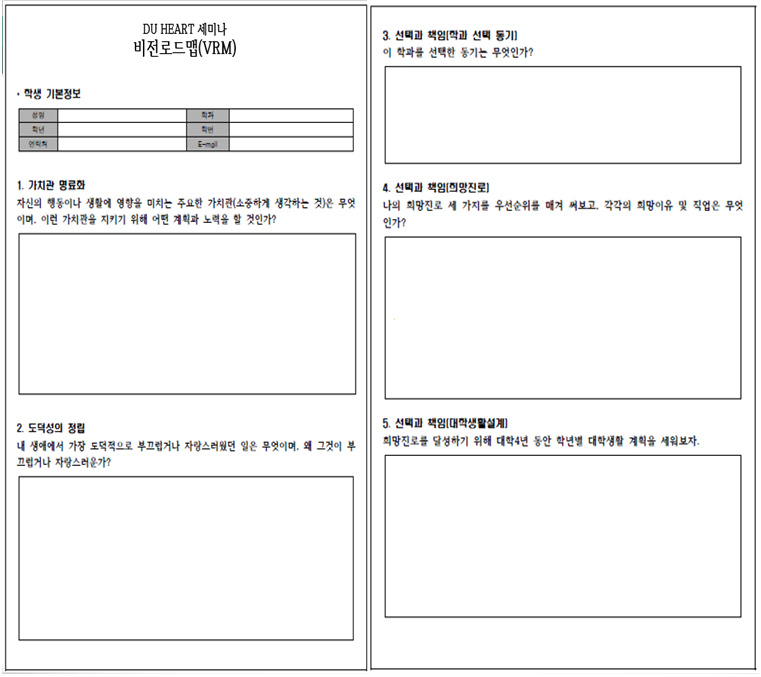 DU HEART 세미나
비전로드맵(VRM)
· 학생 기본정보
성명 학과
학년 학번
연락처 E-mail
1. 가치관 명료화
자신의 행동이나 생활에 영향을 미치는 주요한 가치관(소중하게 생각하는 것)은 무엇
이며, 이런 가치관을 지키기 위해 어떤 계획과 노력을 할 것인가?
2. 도덕성의 정립
내 생애에서 가장 도덕적으로 부끄럽거나 자랑스러웠던 일은 무엇이며, 왜 그것이 부
끄럽거나 자랑스러운가?
3. 선택과 책임[학과 선택 동기]
이 학과를 선택한 동기는 무엇인가?
4. 선택과 책임[희망진로]
나의 희망진로 세 가지를 우선순위를 매겨 써보고, 각각의 희망이유 및 직업은 무엇
인가?
5. 선택과 책임[대학생활설계]
희망진로를 달성하기 위해 대학4년 동안 학년별 대학생활 계획을 세워보자.